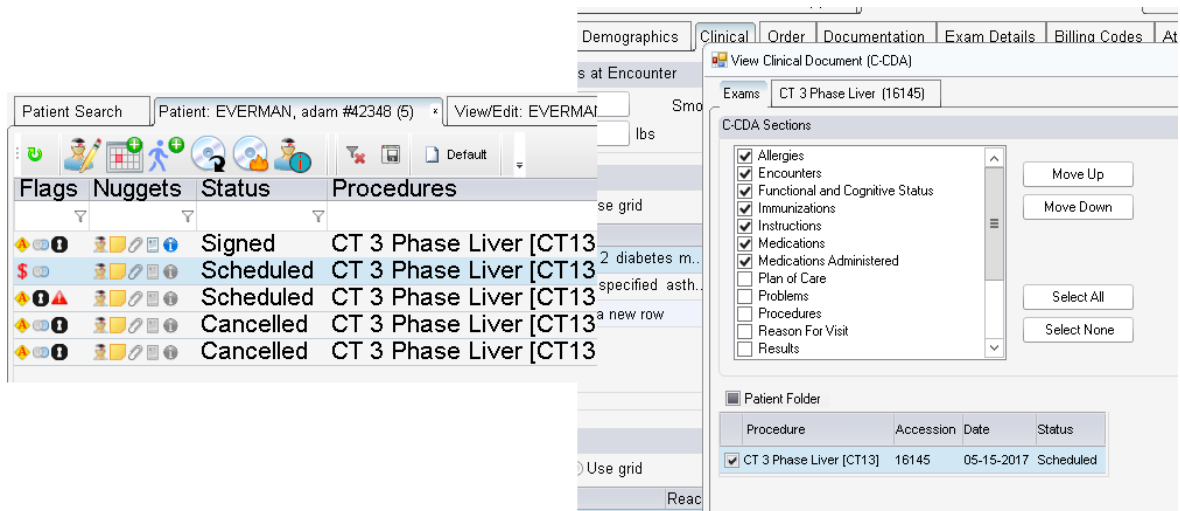 Patient Search
Patient: EVERMAN, adam #42348 (5)
View/Edit: EVERMAN
Default
Flags Nuggets Status Procedures
Signed CT 3 Phase Liver [CT13
Scheduled CT 3 Phase Liver [CT13
Scheduled CT 3 Phase Liver [CT13
Cancelled CT 3 Phase Liver [CT13
Cancelled CT 3 Phase Liver [CT13
Demographics Clinical Order Documentation Exam Details Billing Codes At
s at Encounter
Smo
lbs
se grid
2 diabetes m..
specified asth..
a new row
Use grid
Reac
View Clinical Document (C-CDA)
Exams CT 3 Phase Liver (16145)
C-CDA Sections
Allergies
Encounters
Functional and Cognitive Status
Immunizations
Instructions
Medications
Medications Administered
Plan of Care
Problems
Procedures
Reason For Visit
Results
Move Up
Move Down
Select All
Select None
Patient Folder
Procedure Accession Date Status
CT 3 Phase Liver [CT13] 16145 05-15-2017 Scheduled